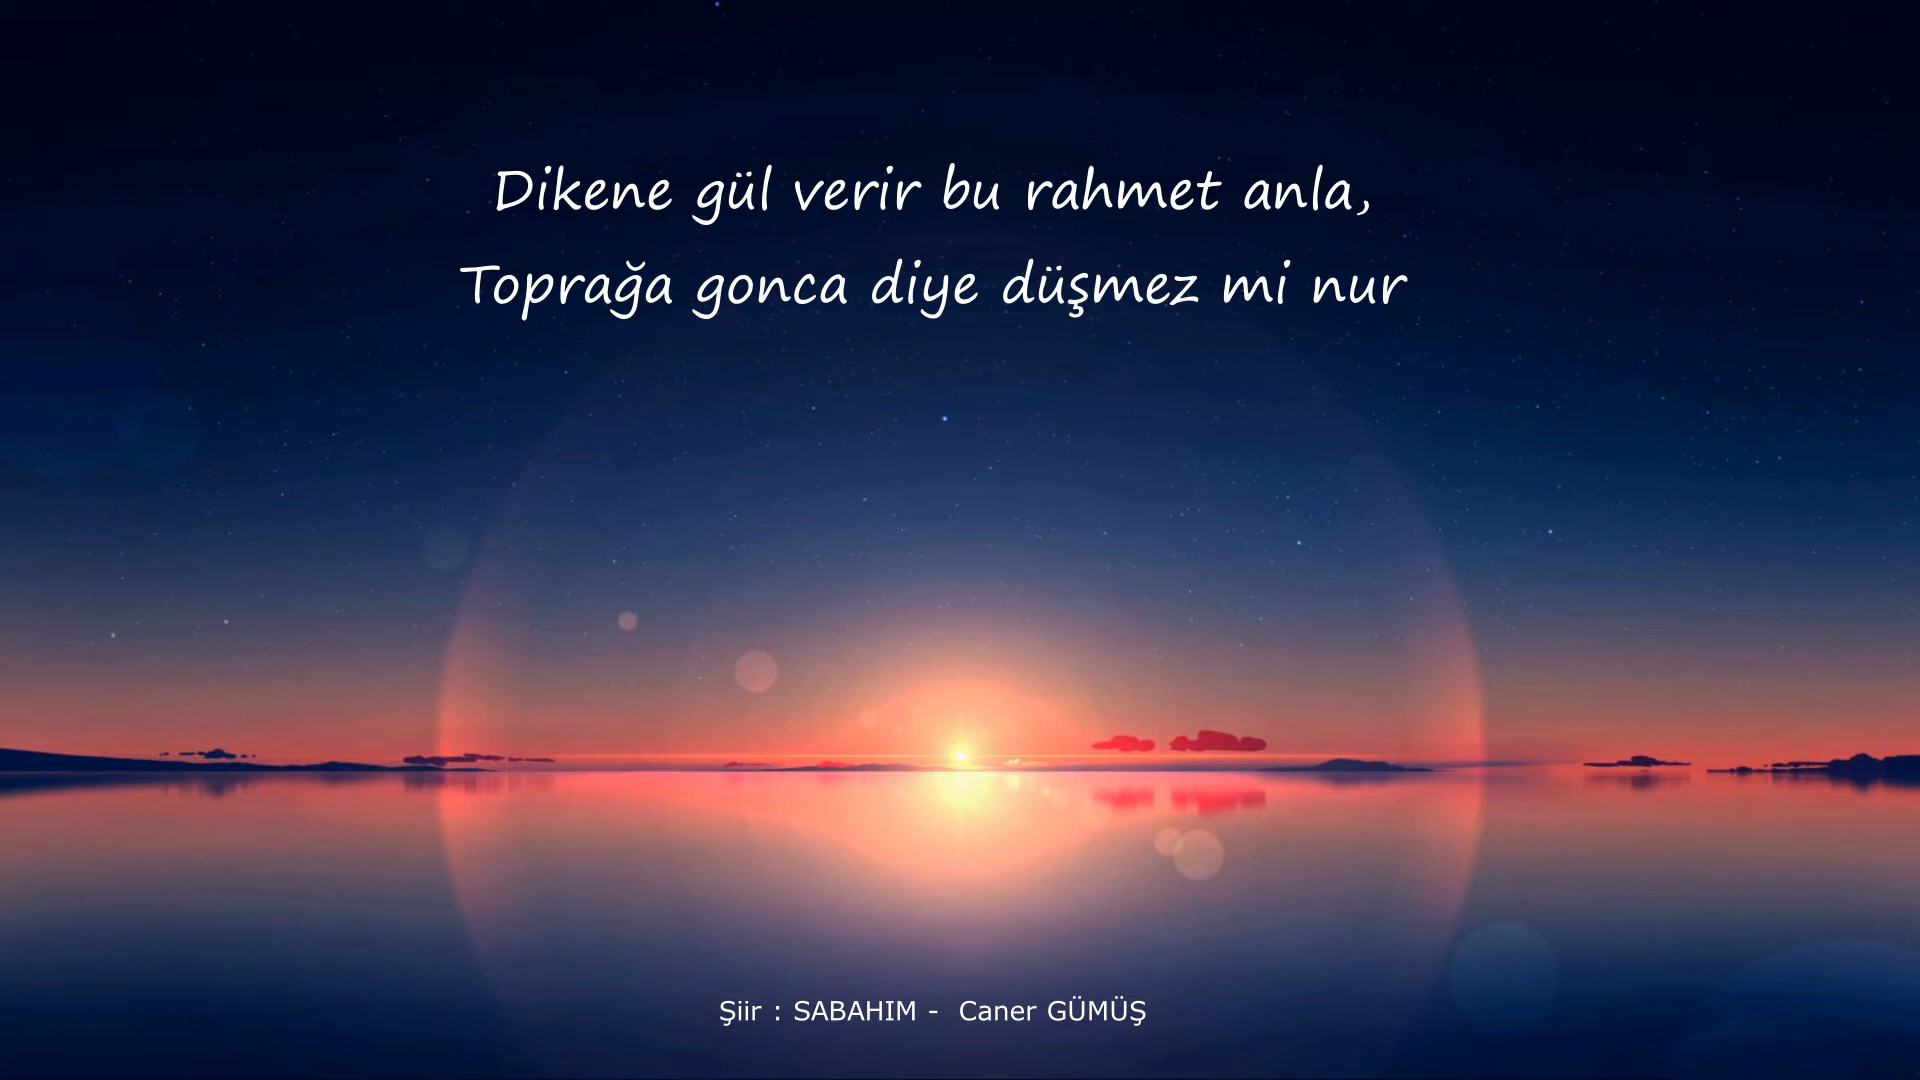 Dikene gül verir bu rahmet anla,
Toprağa gonca diye düşmez mi nur
Şiir : SABAHIM - Caner GÜMÜŞ